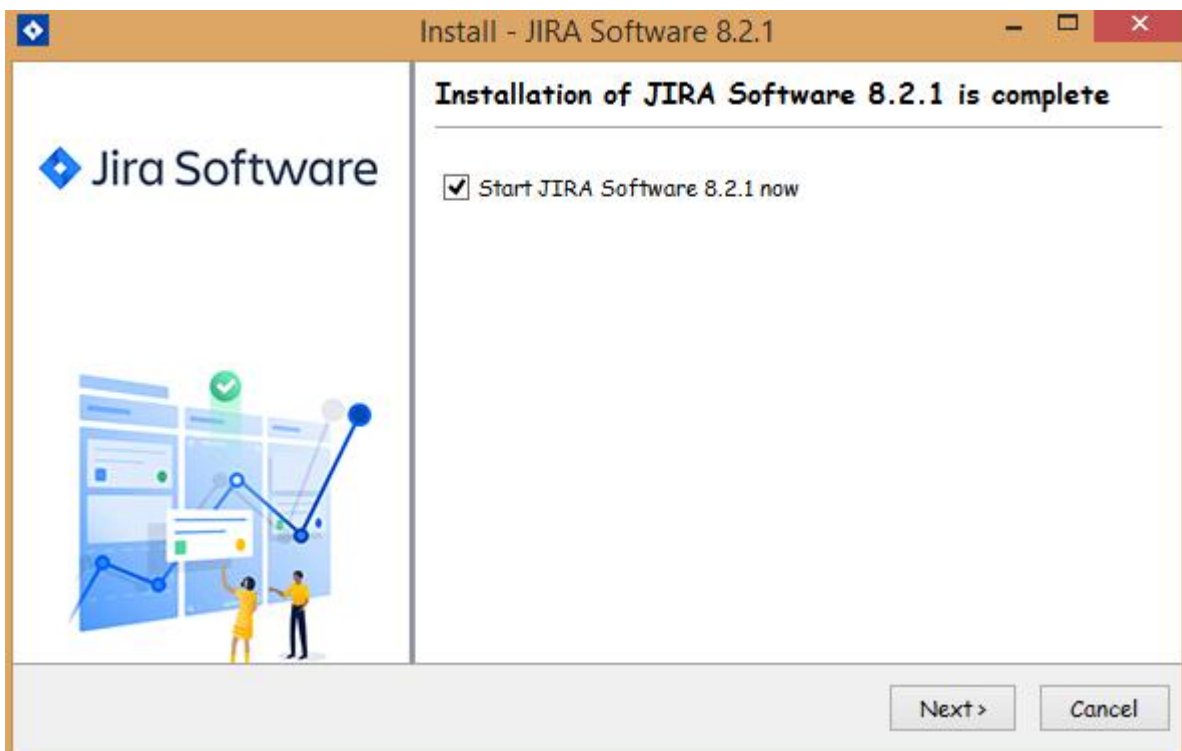 Install - JIRA Software 8.2.1
Jira Software
Installation of JIRA Software 8.2.1 is complete
Start JIRA Software 8.2.1 now
Next >
Cancel